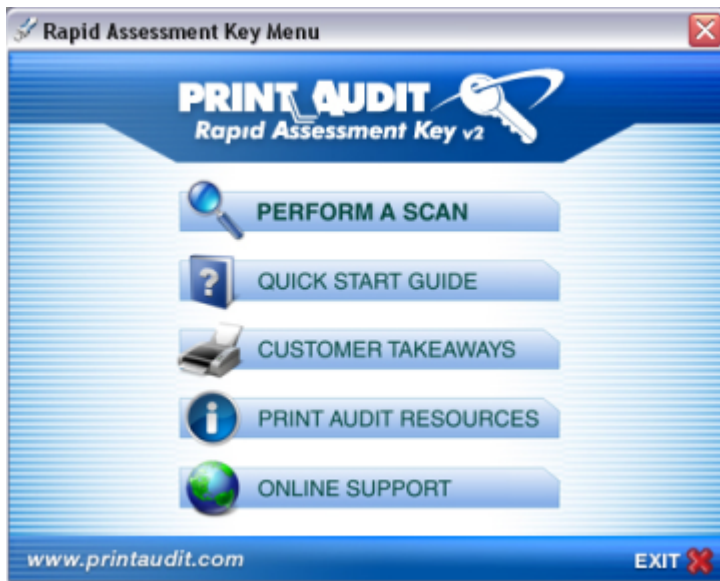 Rapid Assessment Key Menu
PRINT AUDIT
Rapid Assessment Key v2
PERFORM A SCAN
QUICK START GUIDE
CUSTOMER TAKEAWAYS
PRINT AUDIT RESOURCES
ONLINE SUPPORT
www.printaudit.com
EXIT